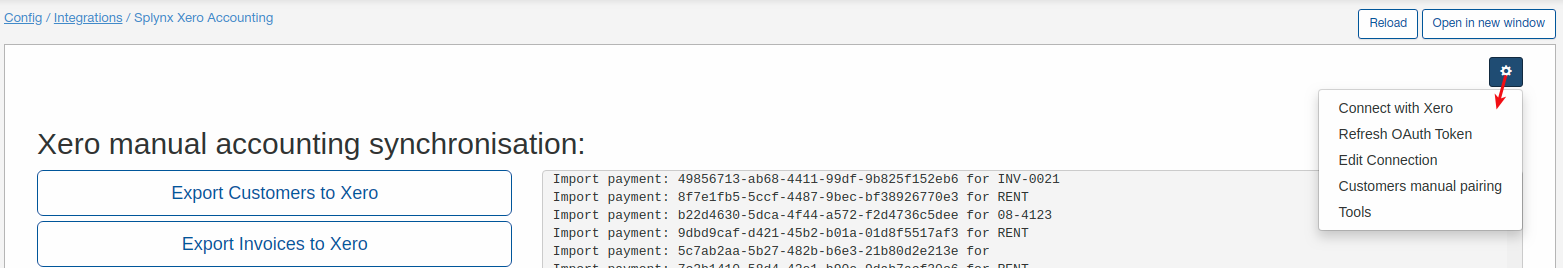 Config / Integrations / Splynx Xero Accounting
Reload
Open in new window
Connect with Xero
Refresh OAuth Token
Edit Connection
Customers manual pairing
Tools
Xero manual accounting synchronisation:
Export Customers to Xero
Export Invoices to Xero
Import payment: 49856713-ab68-4411-99df-9b825f152eb6 for INV-0021
Import payment: 8f7e1fb5-5ccf-4487-9bec-bf38926770e3 for RENT
Import payment: b22d4630-5dca-4f44-a572-f2d4736c5dee for 08-4123
Import payment: 9dbd9caf-d421-45b2-b01a-01d8f5517af3 for RENT
Import payment: 5c7ab2aa-5b27-482b-b6e3-21b80d2e213e for